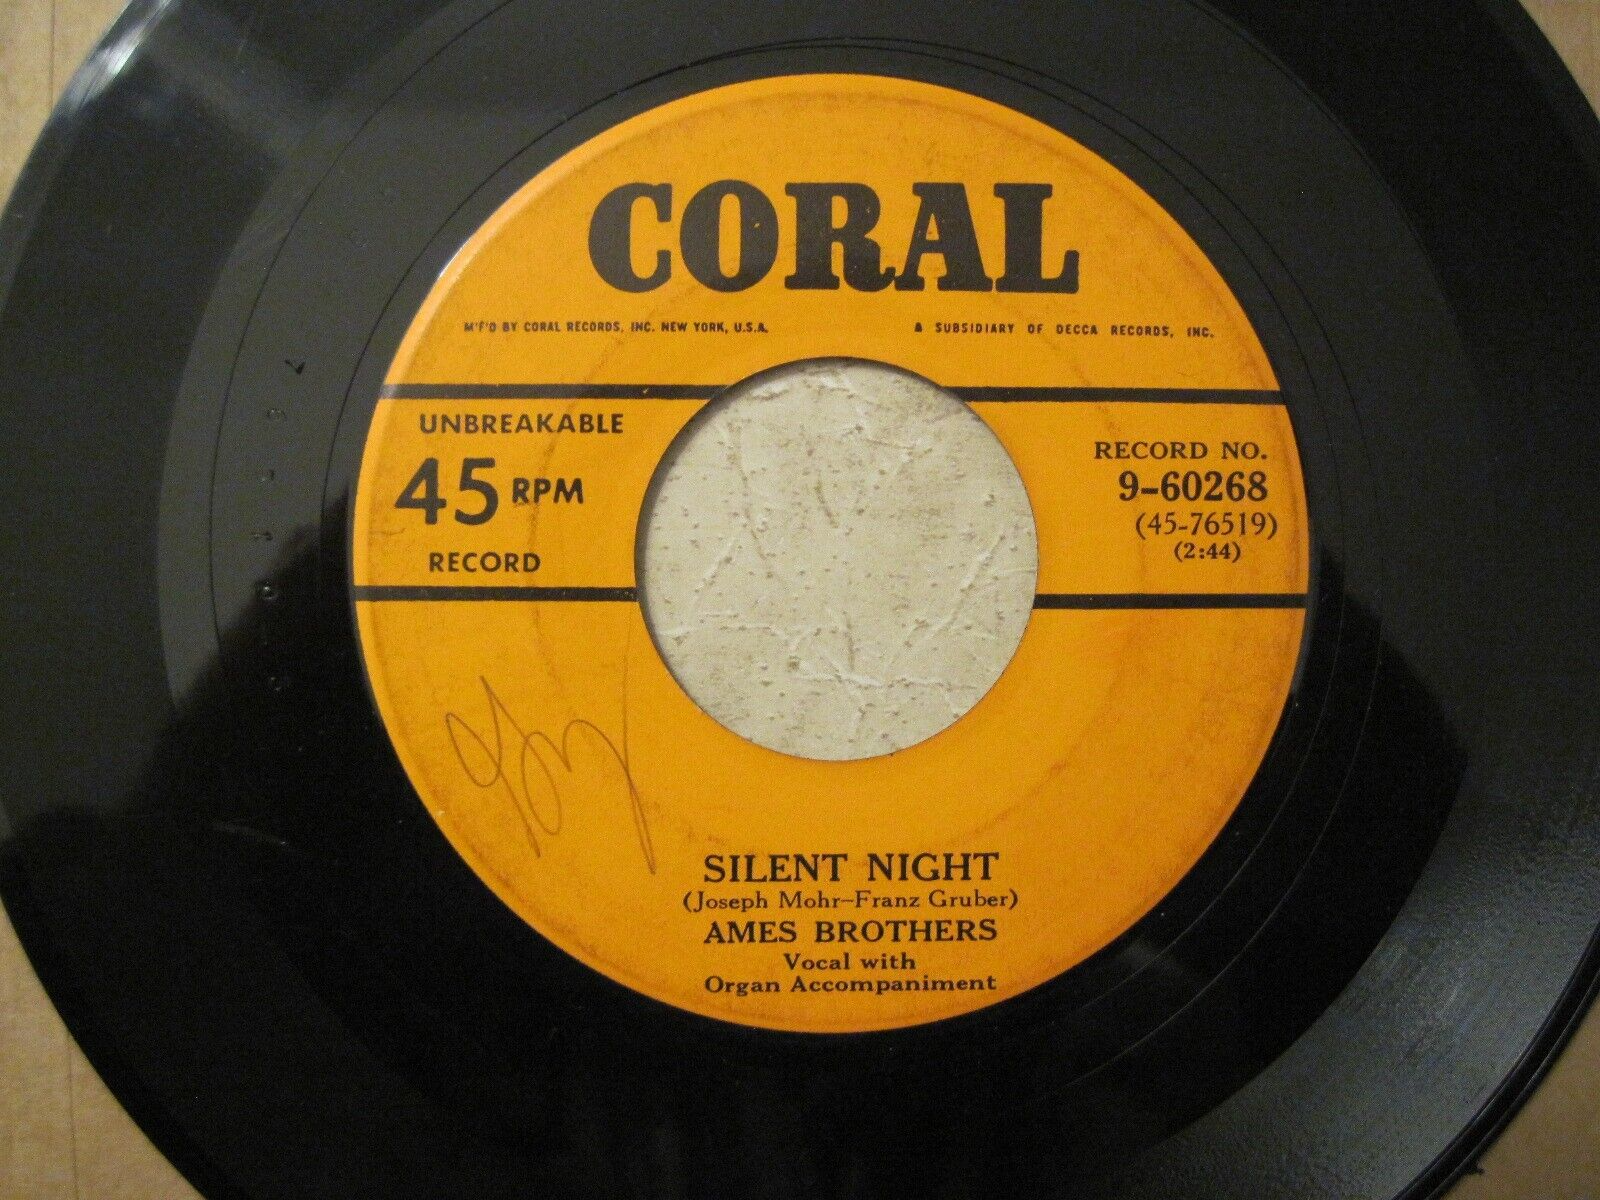 CORAL
M'F'D BY CORAL RECORDS, INC. NEW YORK, U.S.A. A SUBSIDIARY OF DECCA RECORDS, INC.
UNBREAKABLE
45 RPM
RECORD
RECORD NO.
9-60268
(45-76519)
(2:44)
SILENT NIGHT
(Joseph Mohr-Franz Gruber)
AMES BROTHERS
Vocal with
Organ Accompaniment